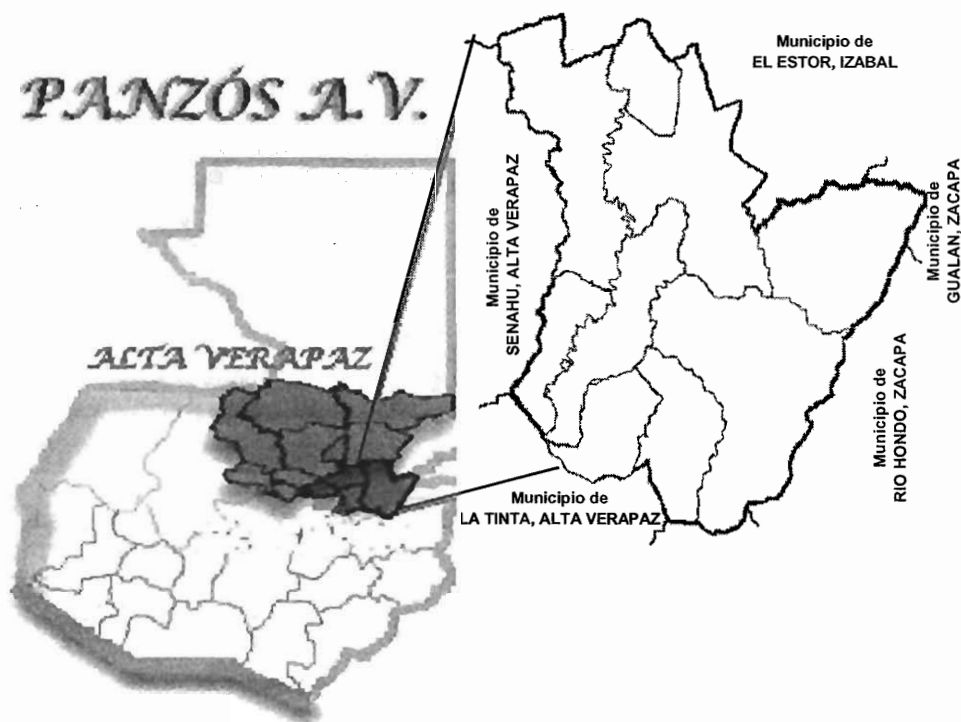 PANZÓS A.V.
ALTA VERAPAZ
Municipio de
EL ESTOR, IZABAL
Municipio de
SENAHU, ALTA VERAPAZ
Municipio de
GUALAN, ZACAPA
Municipio de
RIO HONDO, ZACAPA
Municipio de
LA TINTA, ALTA VERAPAZ